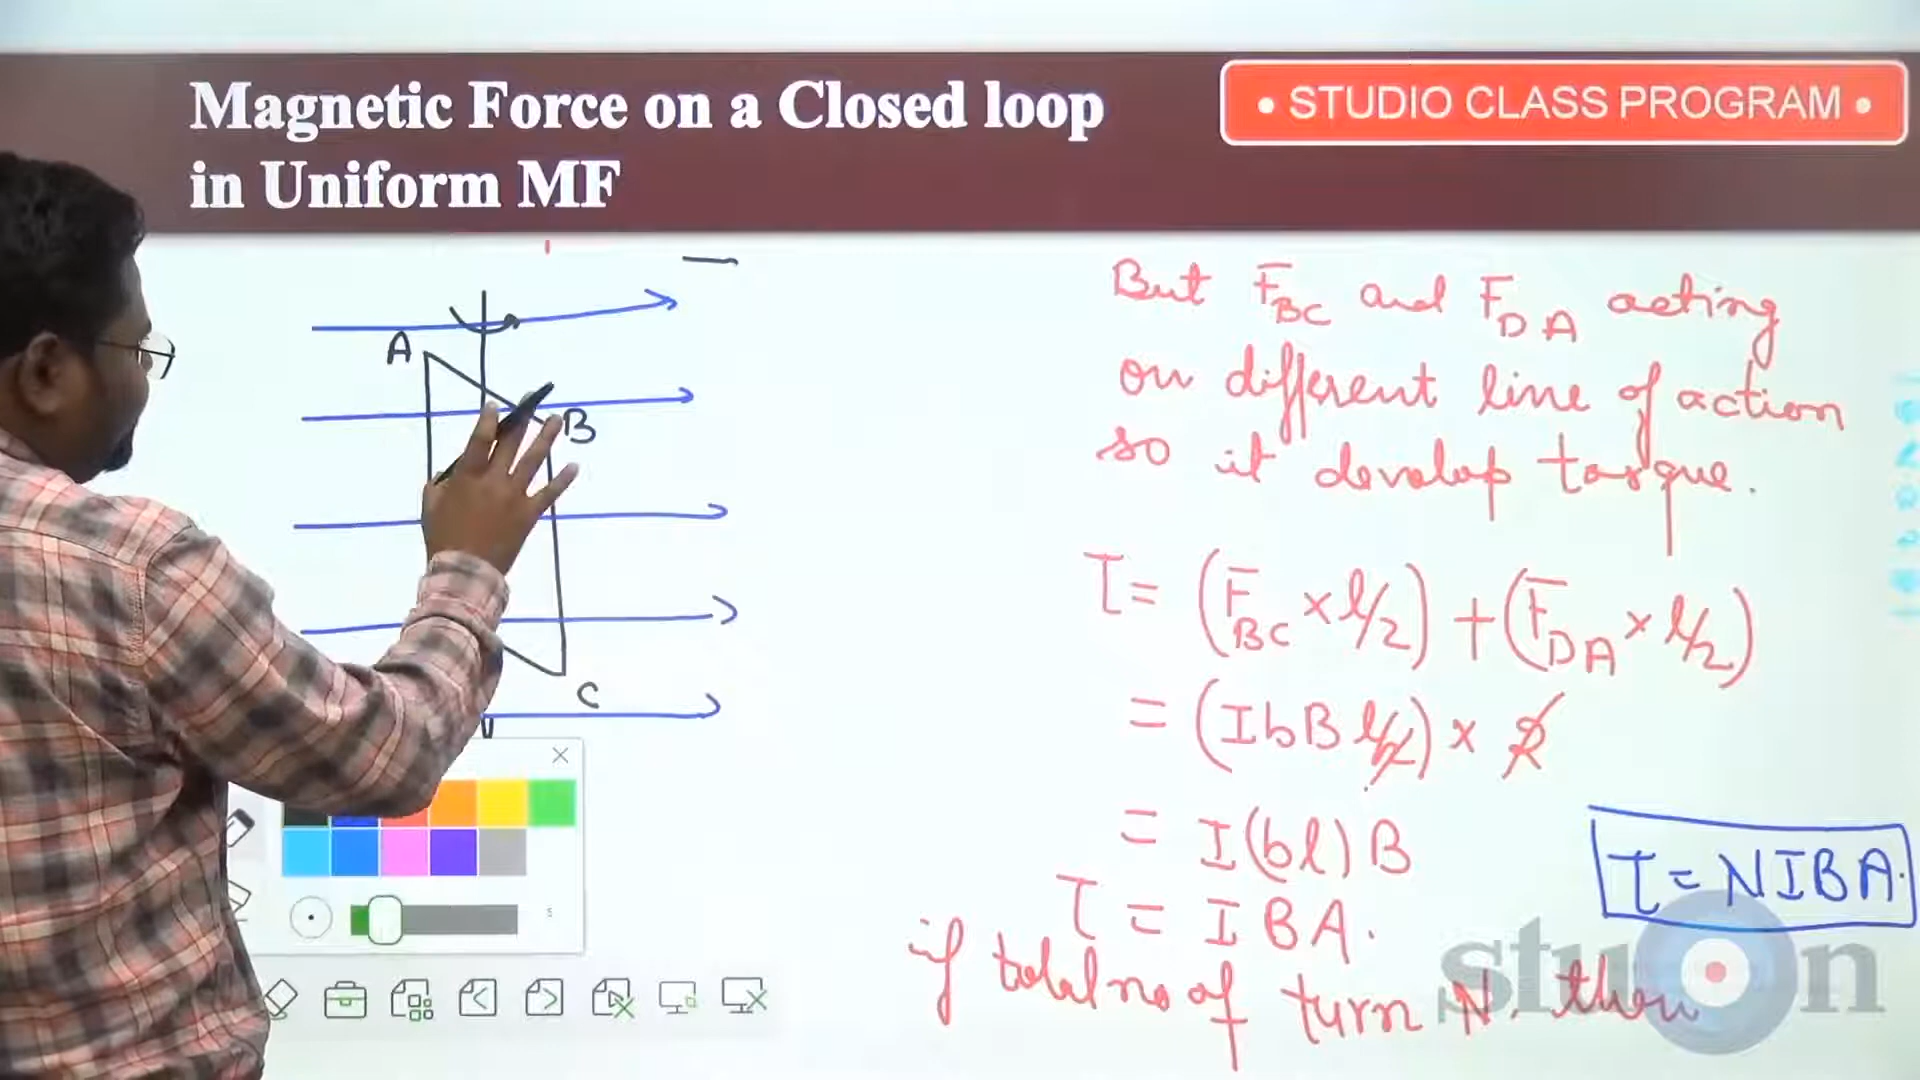 Magnetic Force on a Closed loop
in Uniform MF
• STUDIO CLASS PROGRAM •
A
B
C
But F_BC and F_DA acting
on different line of action
so it develop torque.
τ = (F_BC × l/2) + (F_DA × l/2)
= (IbB l/2) × 2
= I(bl)B
τ = IBA.
if total no of turn N. then
τ = NIBA.
stuon
5